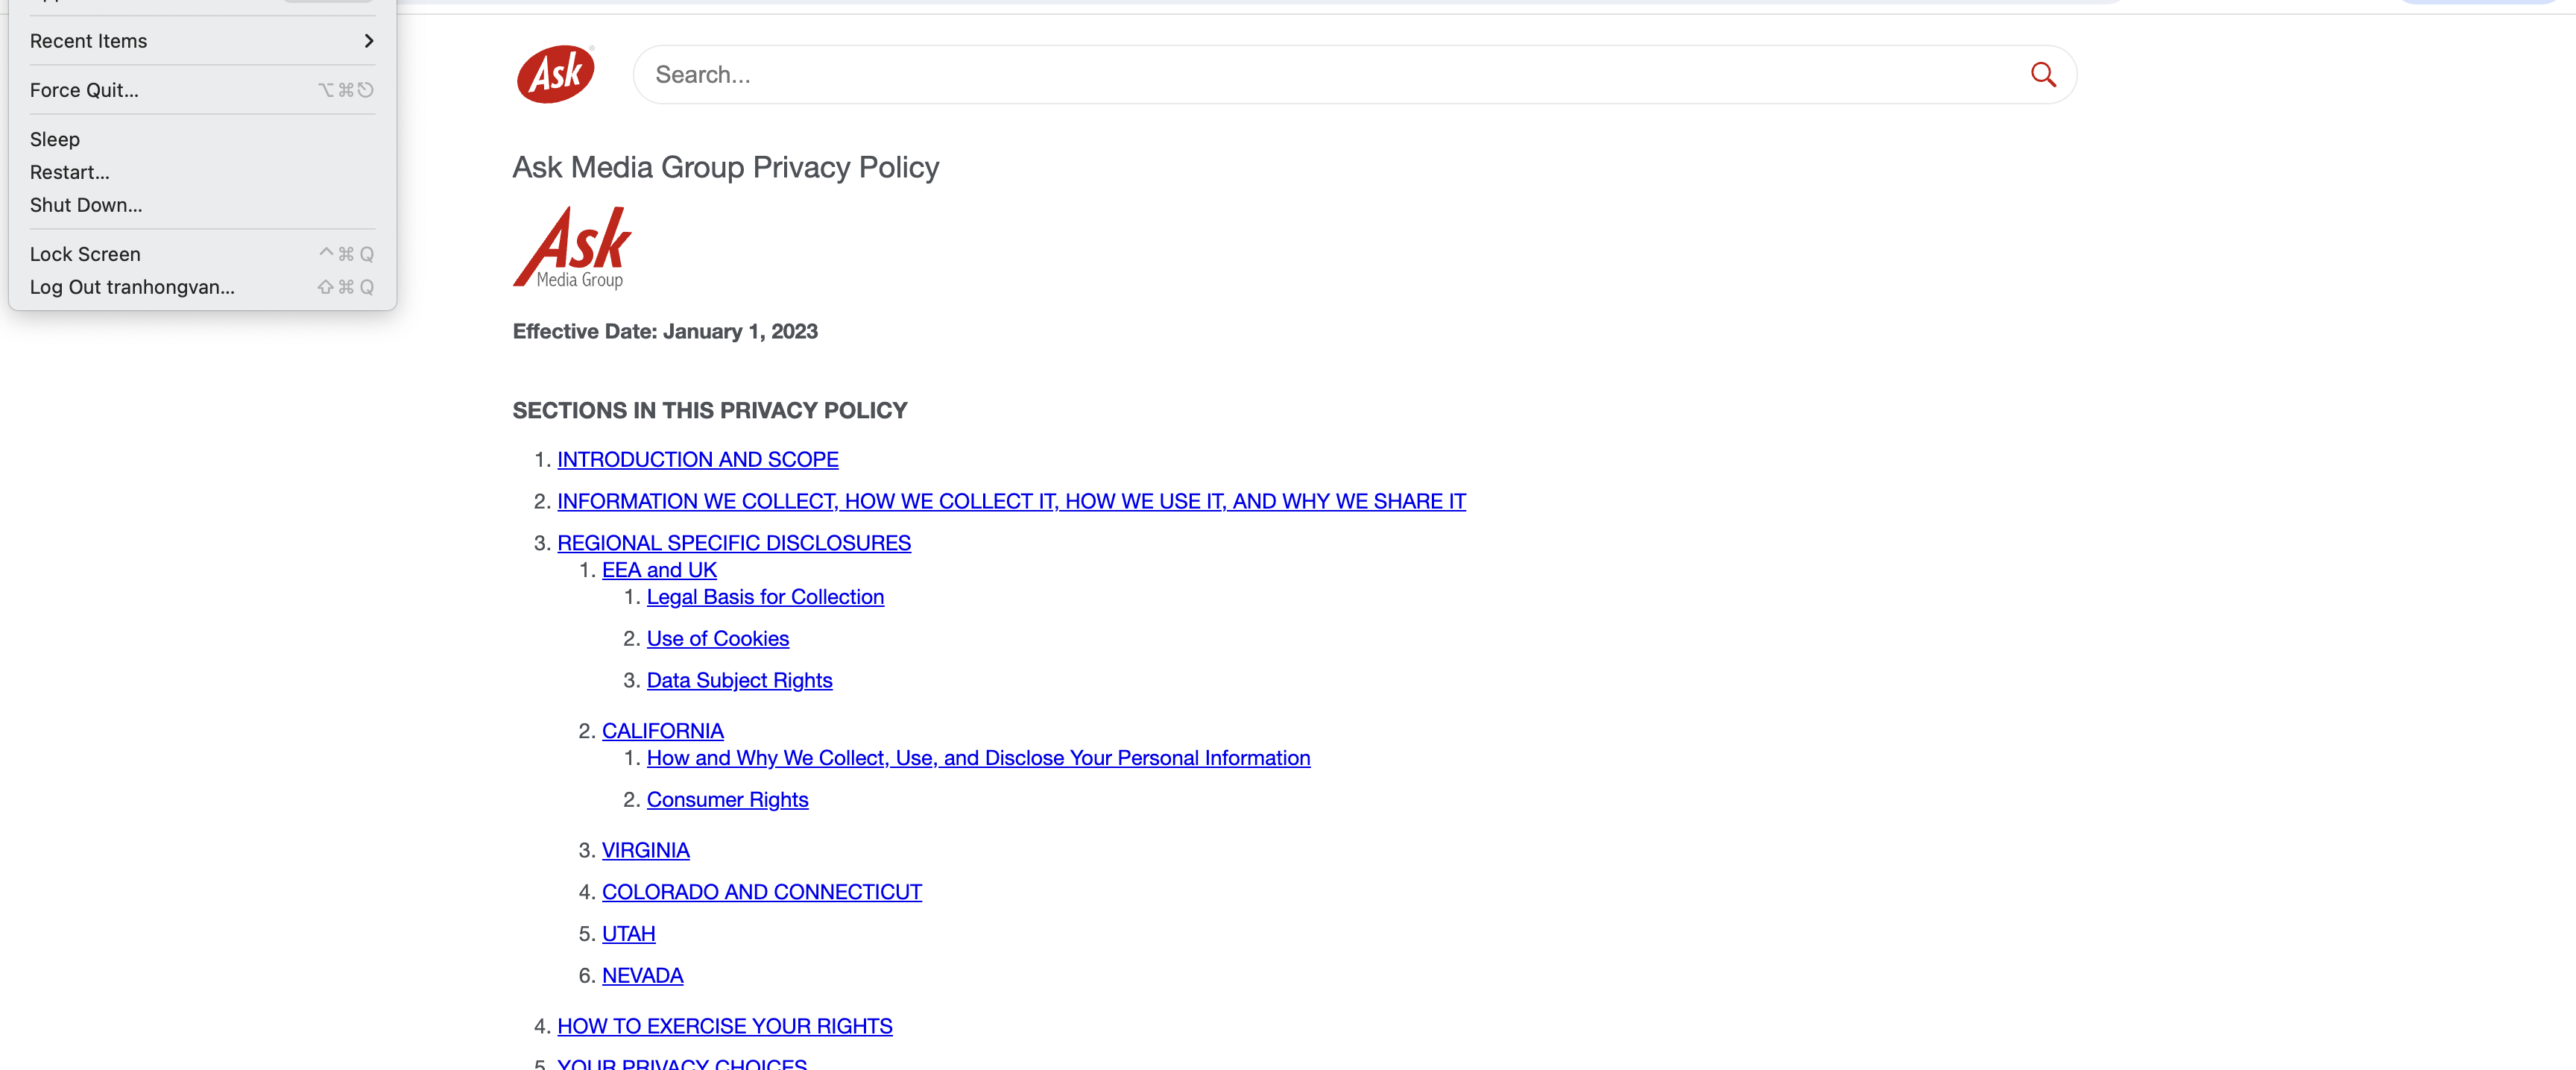 Recent Items
Force Quit... ⌥⌘⎋
Sleep
Restart...
Shut Down...
Lock Screen ^⌘Q
Log Out tranhongvan... ⇧⌘Q
Ask
Search...
Ask Media Group Privacy Policy
Ask
Media Group
Effective Date: January 1, 2023
SECTIONS IN THIS PRIVACY POLICY
1. INTRODUCTION AND SCOPE
2. INFORMATION WE COLLECT, HOW WE COLLECT IT, HOW WE USE IT, AND WHY WE SHARE IT
3. REGIONAL SPECIFIC DISCLOSURES
1. EEA and UK
1. Legal Basis for Collection
2. Use of Cookies
3. Data Subject Rights
2. CALIFORNIA
1. How and Why We Collect, Use, and Disclose Your Personal Information
2. Consumer Rights
3. VIRGINIA
4. COLORADO AND CONNECTICUT
5. UTAH
6. NEVADA
4. HOW TO EXERCISE YOUR RIGHTS
5. YOUR PRIVACY CHOICES